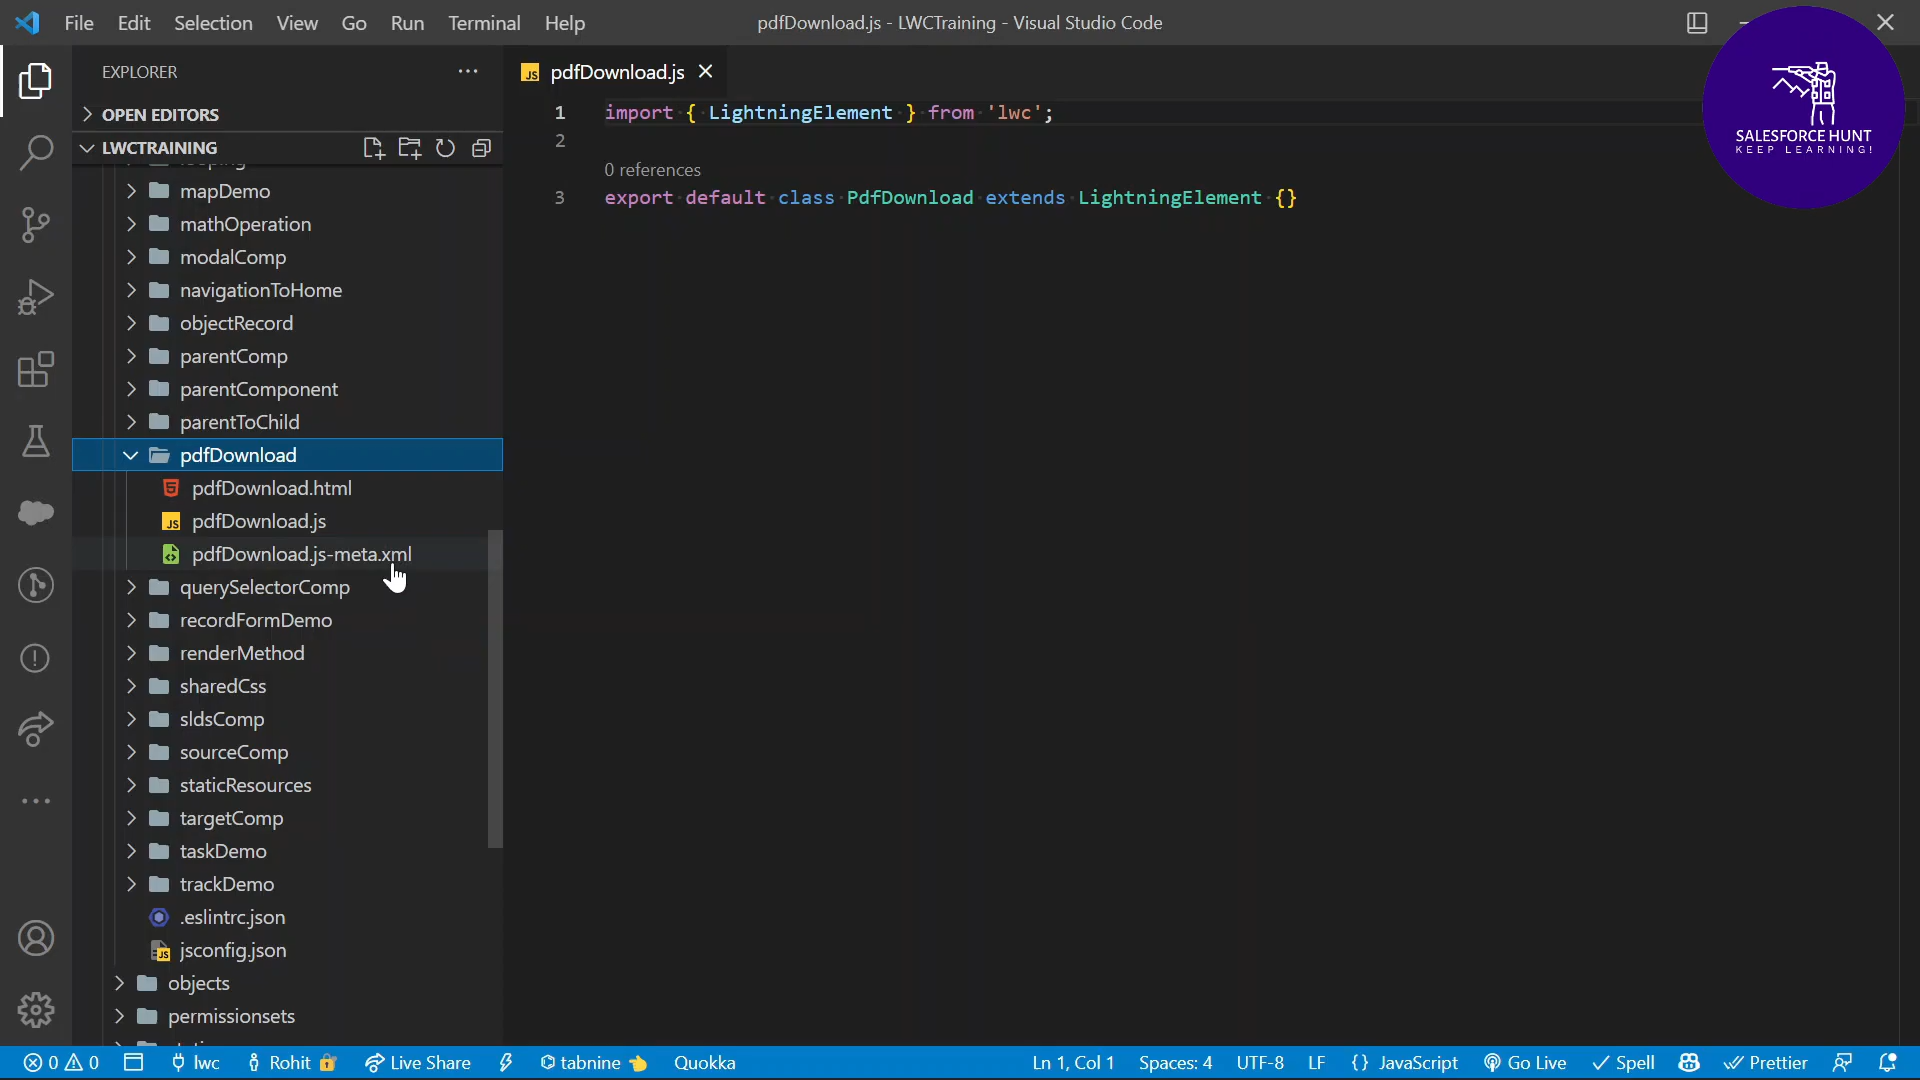 File Edit Selection View Go Run Terminal Help
pdfDownload.js - LWCTraining - Visual Studio Code
SALESFORCE HUNT
KEEP LEARNING!
EXPLORER
OPEN EDITORS
LWCTRAINING
mapDemo
mathOperation
modalComp
navigationToHome
objectRecord
parentComp
parentComponent
parentToChild
pdfDownload
pdfDownload.html
pdfDownload.js
pdfDownload.js-meta.xml
querySelectorComp
recordFormDemo
renderMethod
sharedCss
sldsComp
sourceComp
staticResources
targetComp
taskDemo
trackDemo
.eslintrc.json
jsconfig.json
objects
permissionsets
JS pdfDownload.js
1 import { LightningElement } from 'lwc';
2
0 references
3 export default class PdfDownload extends LightningElement {}
0 0 lwc Rohit Live Share tabnine Quokka Ln 1, Col 1 Spaces: 4 UTF-8 LF {} JavaScript Go Live Spell Prettier